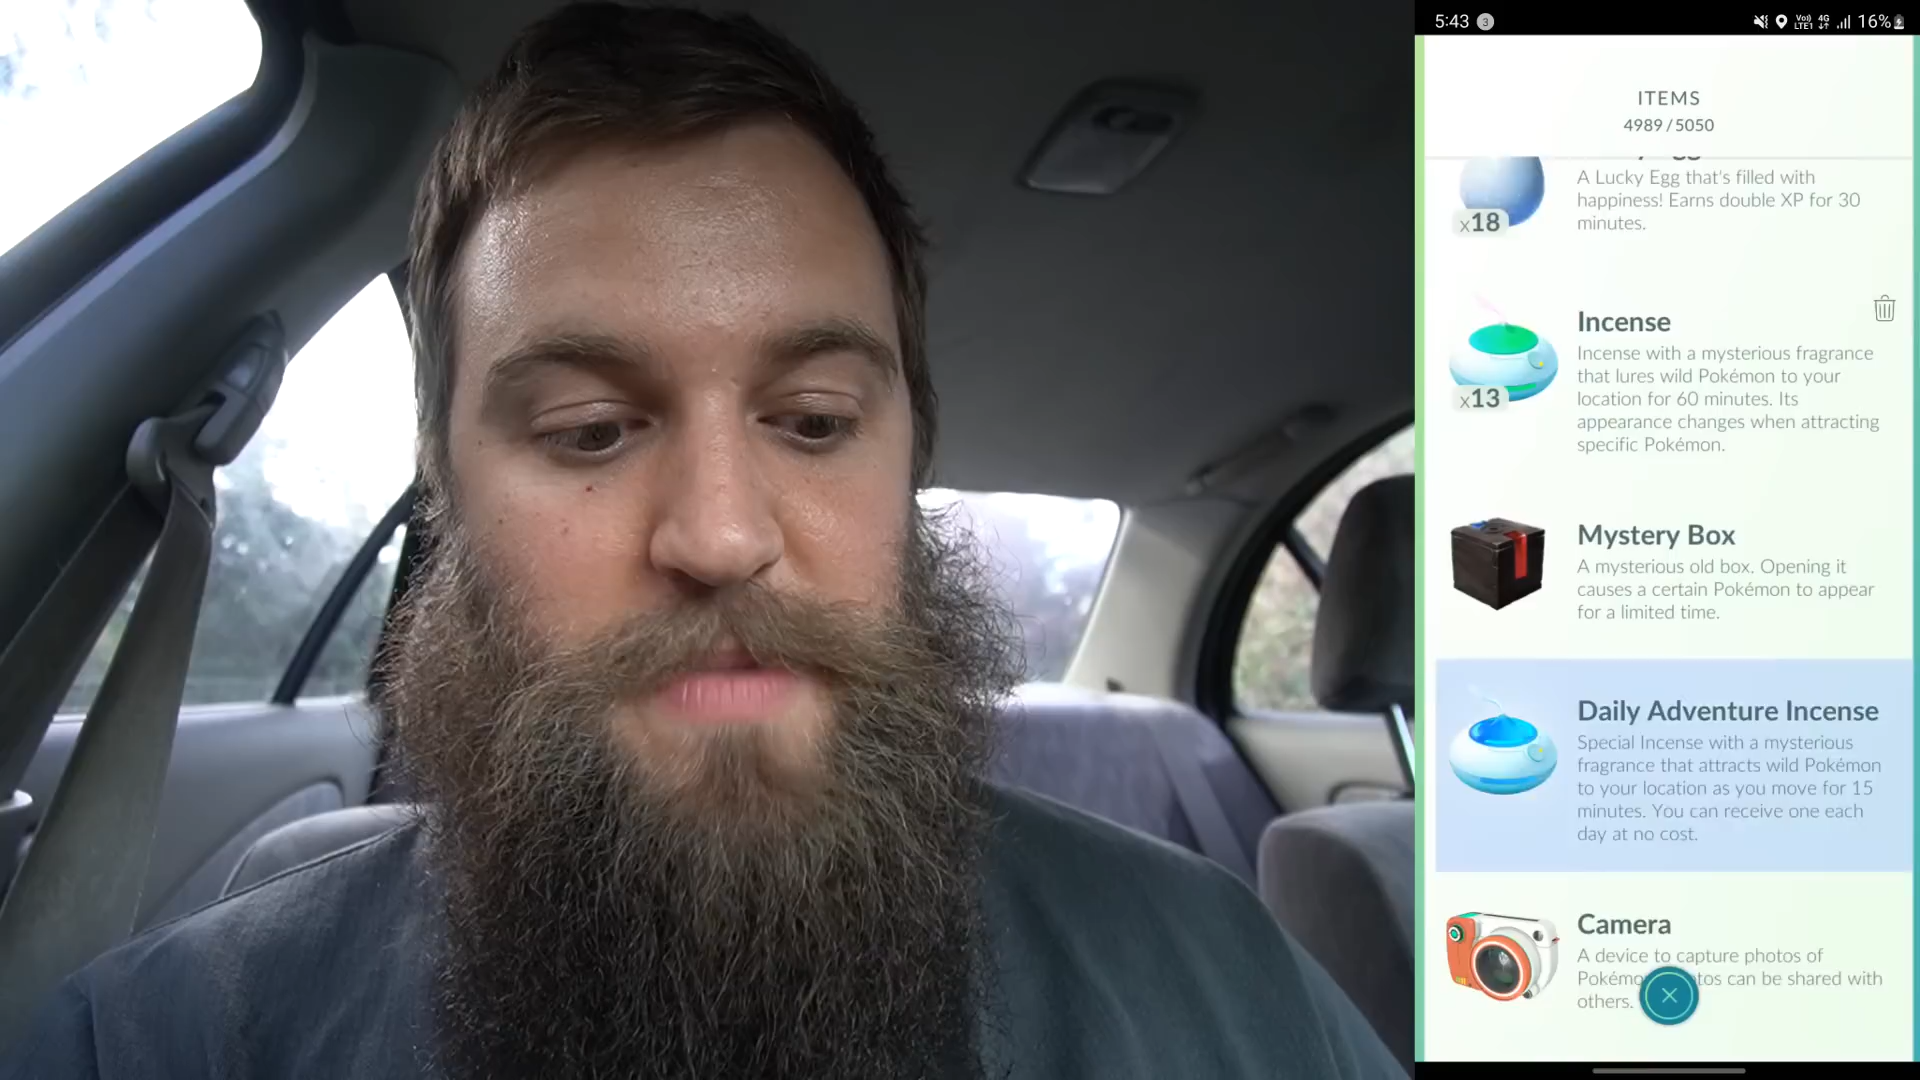 5:43 3 Vo)) LTE1 4G 16%
ITEMS
4989/5050
A Lucky Egg that's filled with
happiness! Earns double XP for 30
minutes.
x18
Incense
Incense with a mysterious fragrance
that lures wild Pokémon to your
location for 60 minutes. Its
appearance changes when attracting
specific Pokémon.
x13
Mystery Box
A mysterious old box. Opening it
causes a certain Pokémon to appear
for a limited time.
Daily Adventure Incense
Special Incense with a mysterious
fragrance that attracts wild Pokémon
to your location as you move for 15
minutes. You can receive one each
day at no cost.
Camera
A device to capture photos of
can be shared with
others.